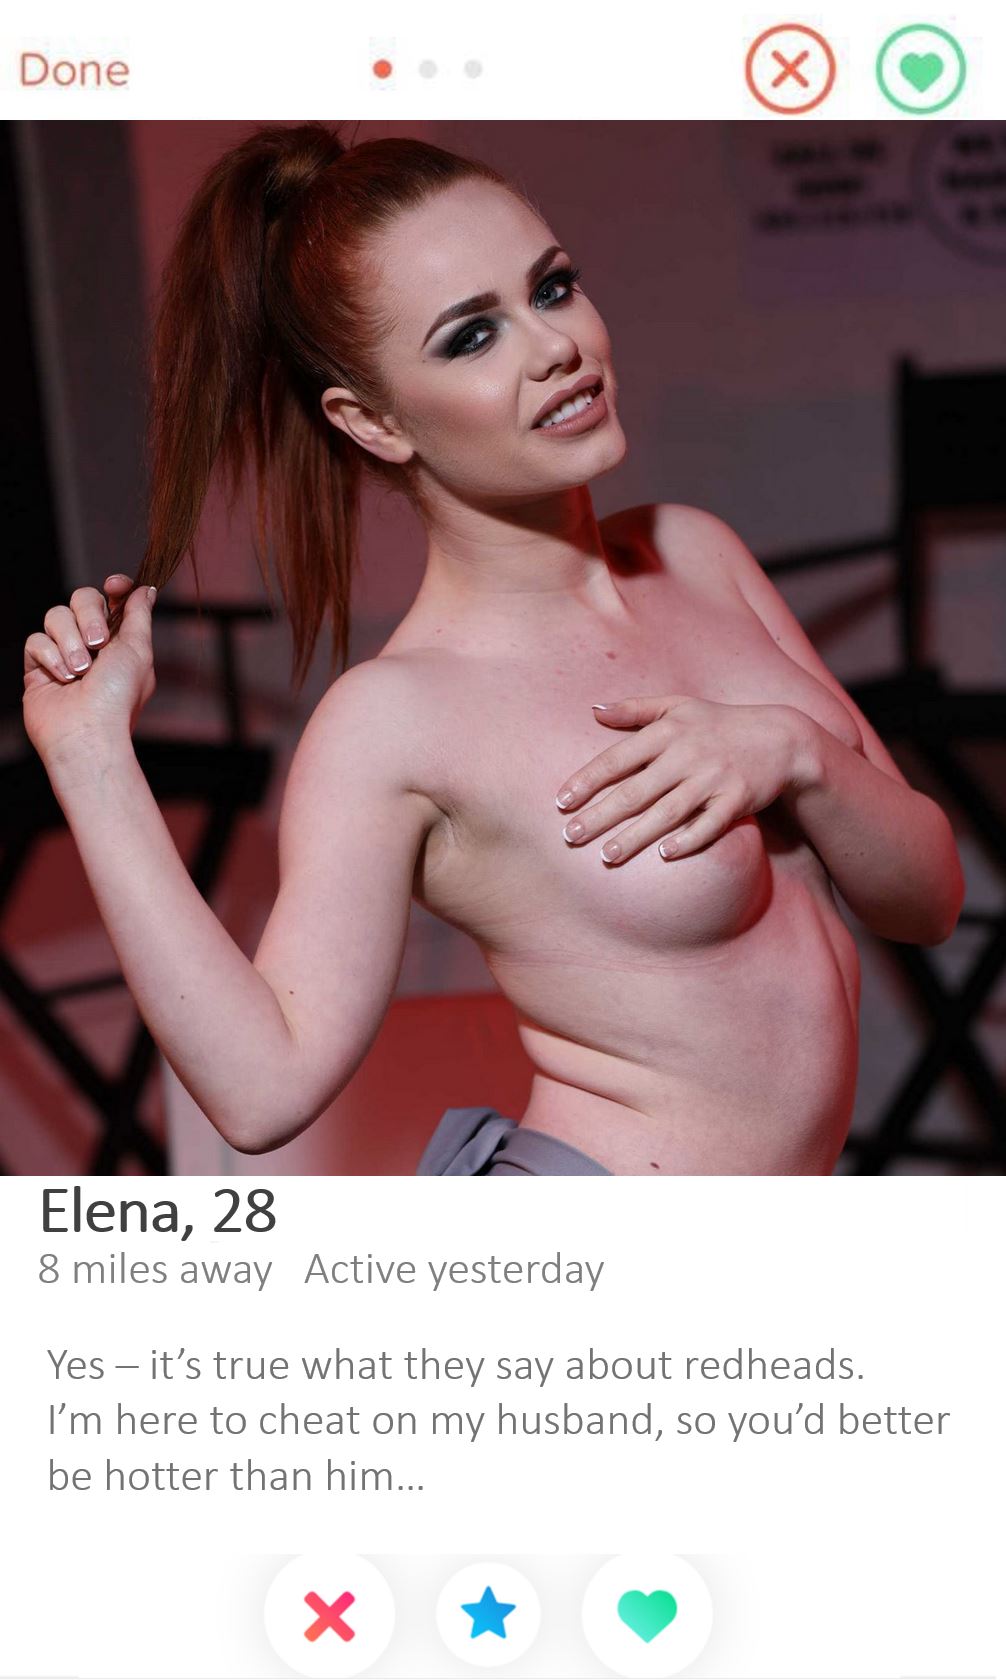 Done
Elena, 28
8 miles away Active yesterday
Yes – it’s true what they say about redheads.
I’m here to cheat on my husband, so you’d better
be hotter than him...